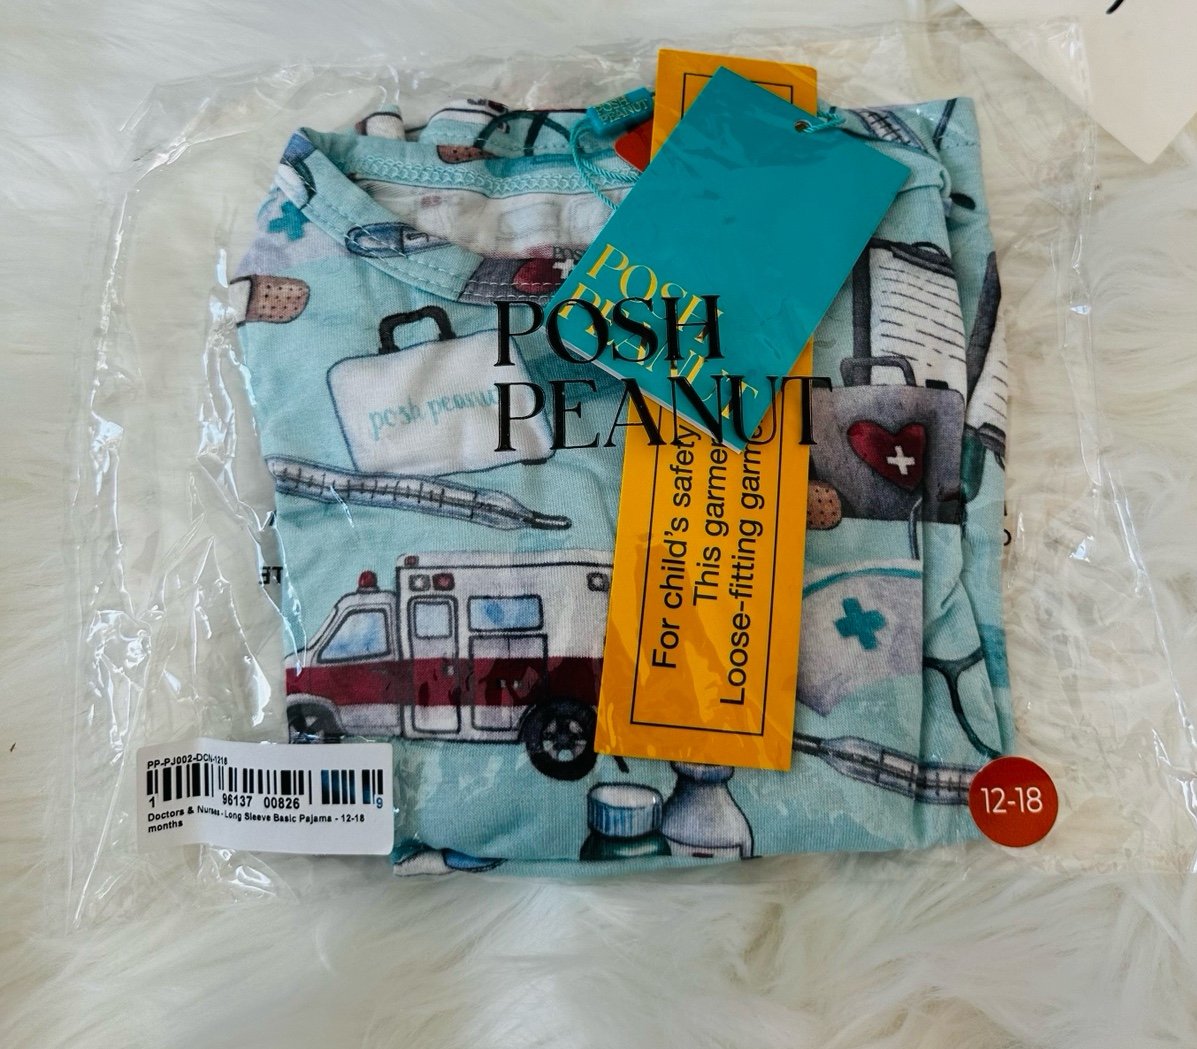 POSH
PEANUT
POSH
PEANUT
POSH
PEANUT
posh peanut
For child's safety
This garmen
Loose-fitting garm
PP-PJ002-DCN-1218
1 96137 00826 9
Doctors & Nurses - Long Sleeve Basic Pajama - 12-18
months
12-18